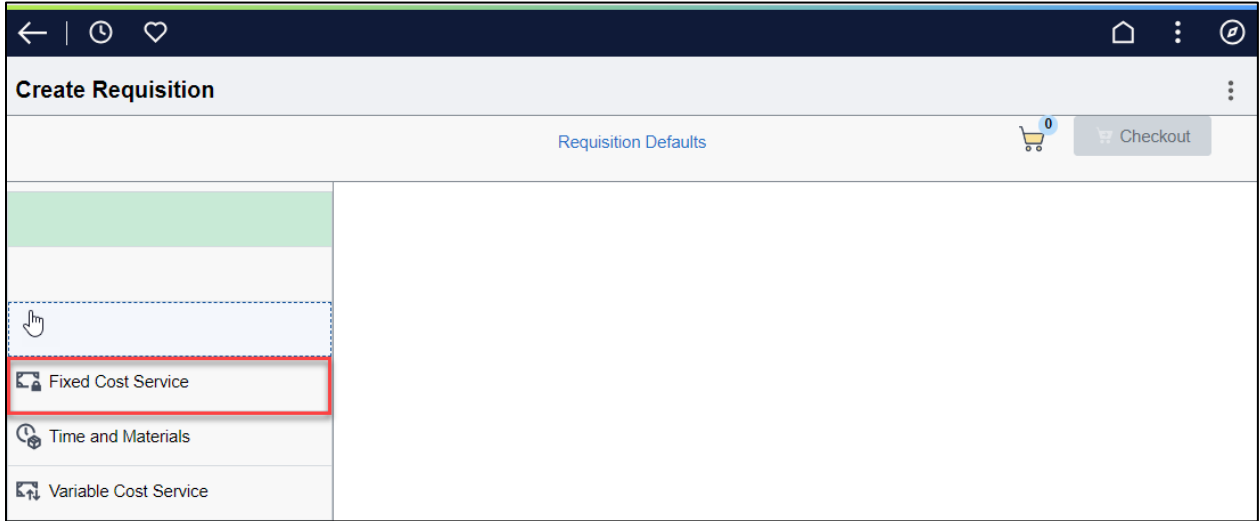 Create Requisition
Requisition Defaults
0
Checkout
Fixed Cost Service
Time and Materials
Variable Cost Service